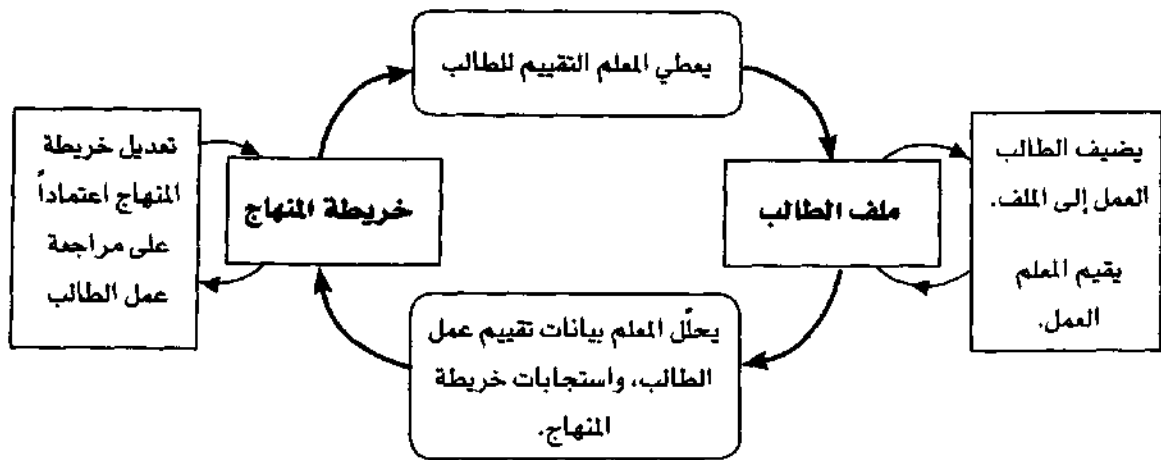 يعطي المعلم التقييم للطالب
يضيف الطالب
العمل إلى الملف.
يقيم المعلم
العمل.
ملف الطالب
خريطة المنهاج
تعديل خريطة
المنهاج اعتماداً
على مراجعة
عمل الطالب
يحلّل المعلم بيانات تقييم عمل
الطالب، واستجابات خريطة
المنهاج.